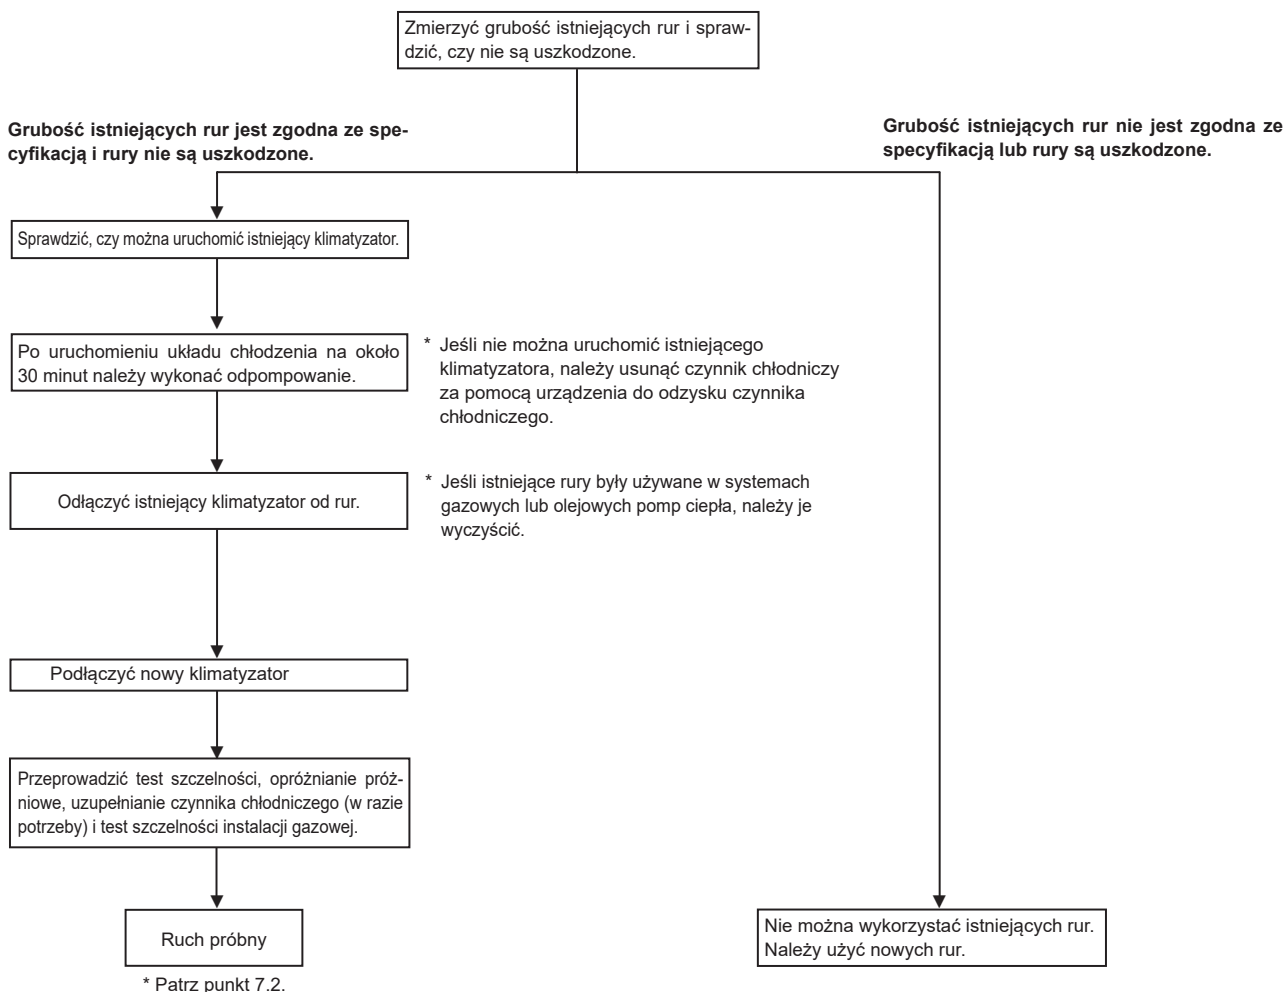 Zmierzyć grubość istniejących rur i spraw-
dzić, czy nie są uszkodzone.
Grubość istniejących rur jest zgodna ze spe-
cyfikacją i rury nie są uszkodzone.
Grubość istniejących rur nie jest zgodna ze
specyfikacją lub rury są uszkodzone.
Sprawdzić, czy można uruchomić istniejący klimatyzator.
Po uruchomieniu układu chłodzenia na około
30 minut należy wykonać odpompowanie.
* Jeśli nie można uruchomić istniejącego
klimatyzatora, należy usunąć czynnik chłodniczy
za pomocą urządzenia do odzysku czynnika
chłodniczego.
Odłączyć istniejący klimatyzator od rur.
* Jeśli istniejące rury były używane w systemach
gazowych lub olejowych pomp ciepła, należy je
wyczyścić.
Podłączyć nowy klimatyzator
Przeprowadzić test szczelności, opróżnianie próż-
niowe, uzupełnianie czynnika chłodniczego (w razie
potrzeby) i test szczelności instalacji gazowej.
Ruch próbny
* Patrz punkt 7.2.
Nie można wykorzystać istniejących rur.
Należy użyć nowych rur.